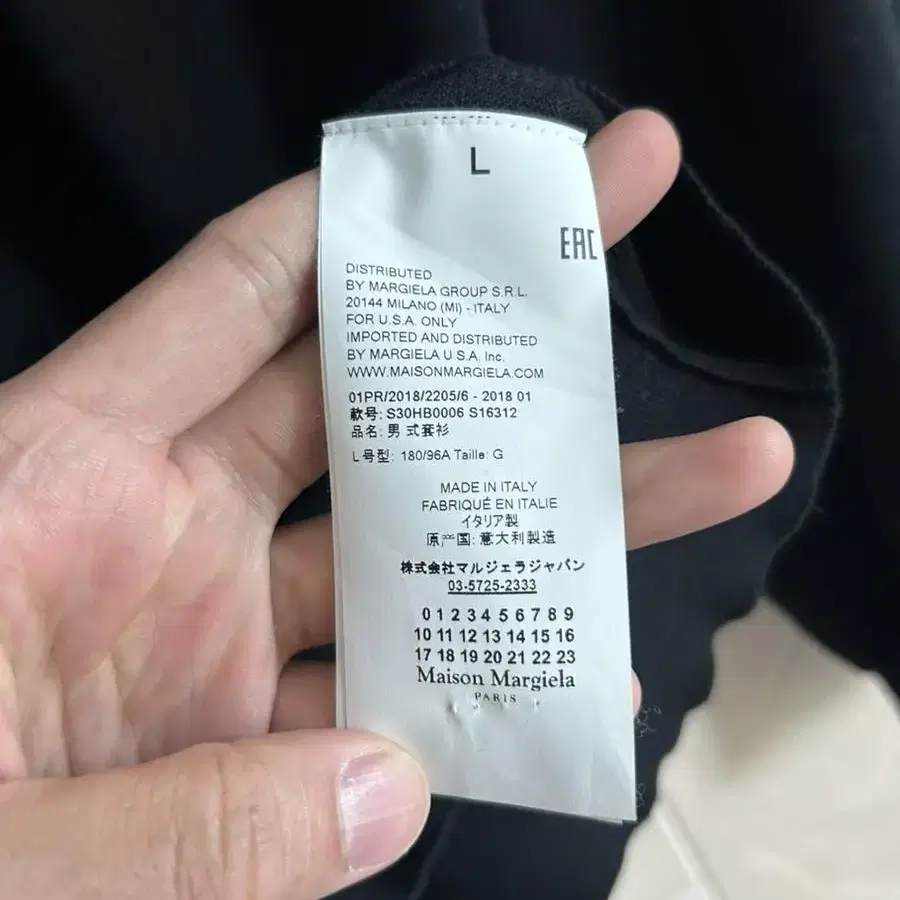 L
EAC
DISTRIBUTED
BY MARGIELA GROUP S.R.L.
20144 MILANO (MI) - ITALY
FOR U.S.A. ONLY
IMPORTED AND DISTRIBUTED
BY MARGIELA U S.A. Inc.
WWW.MAISONMARGIELA.COM
01PR/2018/2205/6 - 2018 01
款号: S30HB0006 S16312
品名: 男 式套衫
L 号型: 180/96A Taille: G
MADE IN ITALY
FABRIQUÉ EN ITALIE
イタリア製
原产国: 意大利製造
株式会社マルジェラジャパン
03-5725-2333
0 1 2 3 4 5 6 7 8 9
10 11 12 13 14 15 16
17 18 19 20 21 22 23
Maison Margiela
PARIS